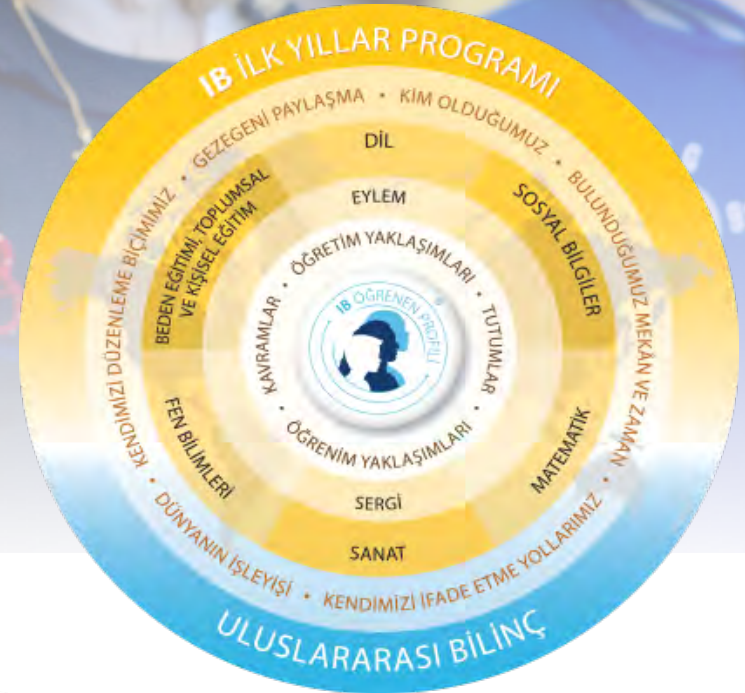 IB İLK YILLAR PROGRAMI
GEZEGENİ PAYLAŞMA • KİM OLDUĞUMUZ • BULUNDUĞUMUZ MEKÂN VE ZAMAN • KENDİMİZİ İFADE ETME YOLLARIMIZ • DÜNYANIN İŞLEYİŞİ • KENDİMİZİ DÜZENLEME BİÇİMİMİZ •
DİL
SOSYAL BİLGİLER
MATEMATİK
SANAT
FEN BİLİMLERİ
BEDEN EĞİTİMİ, TOPLUMSAL
VE KİŞİSEL EĞİTİM
EYLEM
SERGİ
ÖĞRETİM YAKLAŞIMLARI • TUTUMLAR • ÖĞRENİM YAKLAŞIMLARI • KAVRAMLAR •
IB ÖĞRENEN PROFİLİ
®
ULUSLARARASI BİLİNÇ